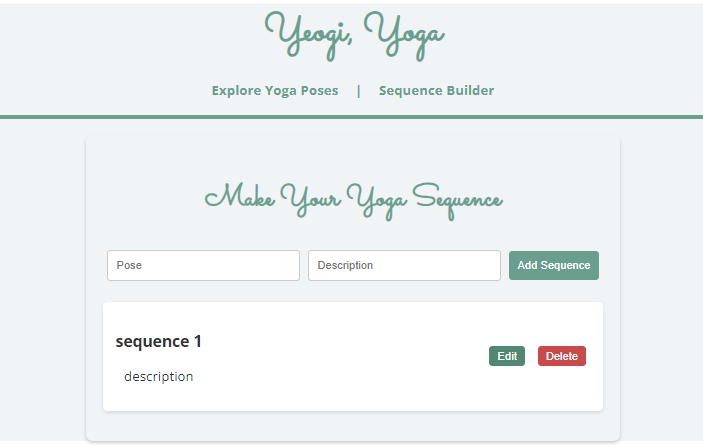 Yeogi, Yoga
Explore Yoga Poses | Sequence Builder
Make Your Yoga Sequence
Pose Description Add Sequence
sequence 1
Edit Delete
description